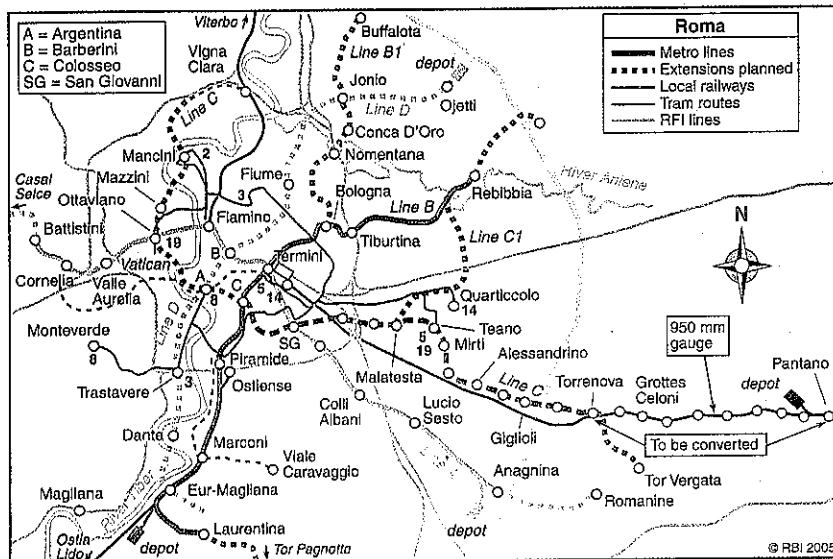 A = Argentina
B = Barberini
C = Colosseo
SG = San Giovanni
Viterbo
Vigna
Clara
Buffalota
Line B1
Jonio
depot
Line D
Ojetti
Conca D'Oro
Nomentana
Roma
Metro lines
Extensions planned
Local railways
Tram routes
RFI lines
Line C
Mancini
2
Mazzini
Fiume
3
Casal
Selce
Ottaviano
Battistini
19
Flamino
Bologna
Line B
Rebibbia
River Aniene
Tiburtina
Line C1
N
Cornelia
Valle
Aurelia
Vatican
B
Termini
A
8
C
5
14
Quarticcolo
14
Monteverde
8
Line D
SG
5
19
Teano
Mirti
Alessandrino
950 mm
gauge
Pantano
Piramide
Ostiense
Trastavere
3
Malatesta
Line C
Torrenova
Grottes
Celoni
depot
Colli
Albani
Lucio
Sesto
Giglioli
To be converted
Dante
Marconi
Viale
Caravaggio
Anagnina
Tor Vergata
Romanine
Magliana
River Tiber
Eur-Magliana
Laurentina
Ostia
Lido
depot
Tor Pagnotta
depot
© RBI 2005